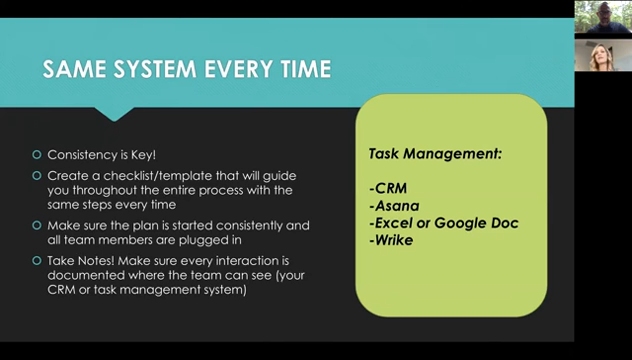 SAME SYSTEM EVERY TIME
Consistency is Key!
Create a checklist/template that will guide
you throughout the entire process with the
same steps every time
Make sure the plan is started consistently and
all team members are plugged in
Take Notes! Make sure every interaction is
documented where the team can see (your
CRM or task management system)
Task Management:
-CRM
-Asana
-Excel or Google Doc
-Wrike